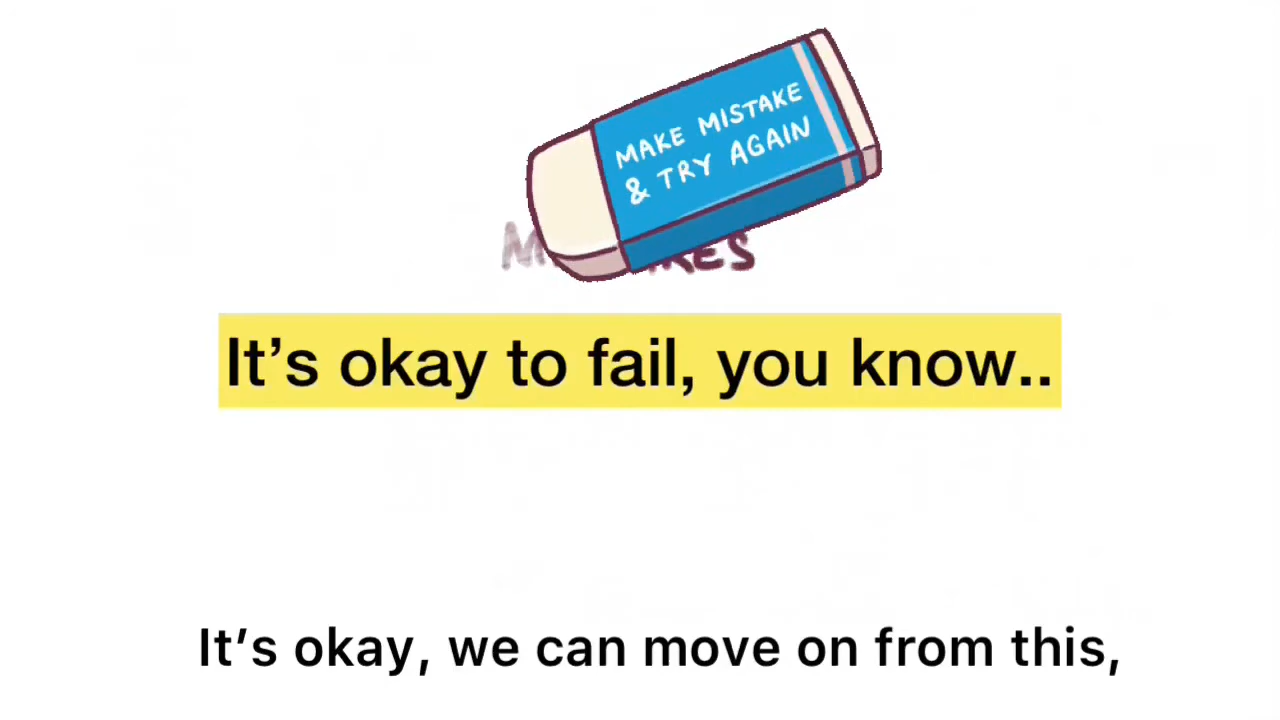 MAKE MISTAKE
& TRY AGAIN
It's okay to fail, you know..
It's okay, we can move on from this,